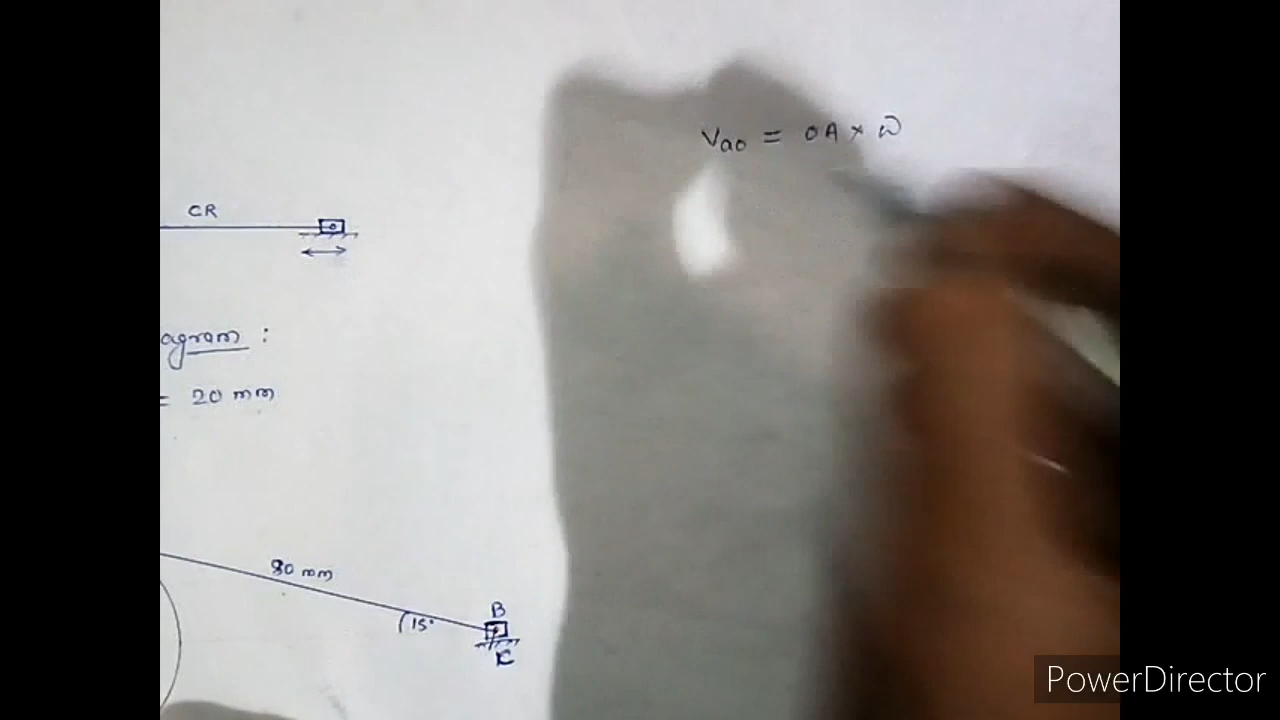 Vao = OA × ω
CR
agram :
= 20 mm
80 mm
B
15°
PowerDirector